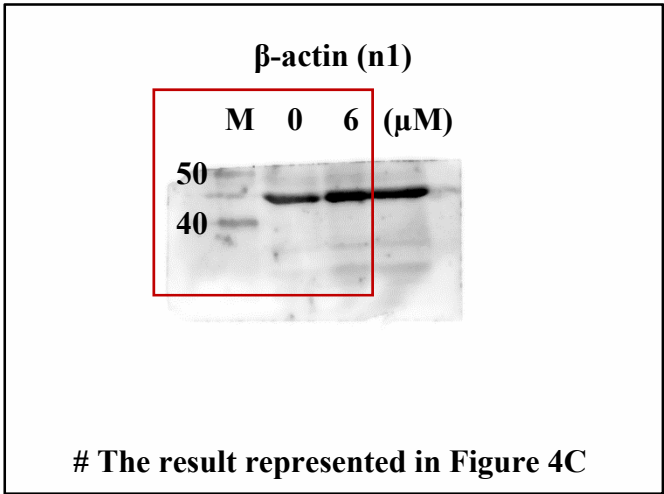 β-actin (n1)
M 0 6 (µM)
50
40
# The result represented in Figure 4C